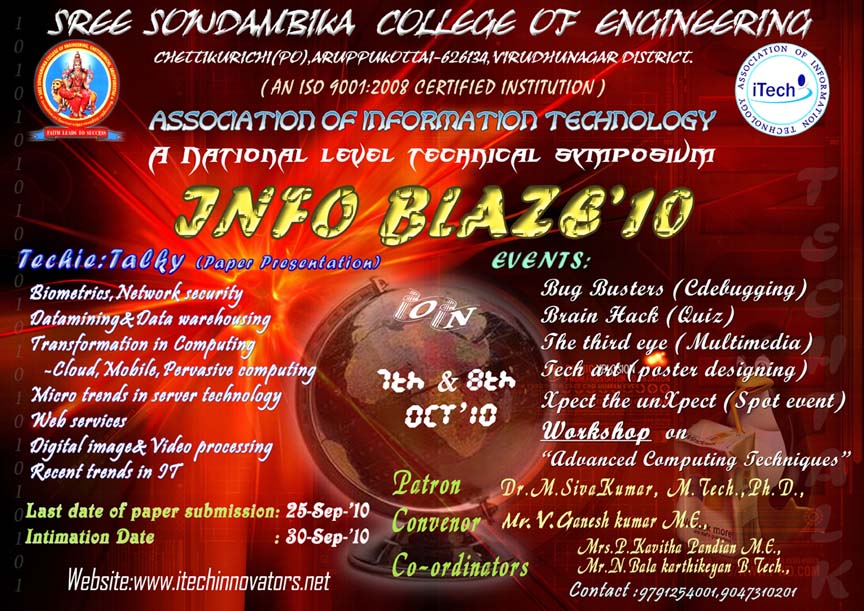 SREE SOWDAMBIKA COLLEGE OF ENGINEERING
CHETTIKURICHI(PO),ARUPPUKOTTAI-626134,VIRUDHUNAGAR DISTRICT.
( AN ISO 9001:2008 CERTIFIED INSTITUTION )
FAITH LEADS TO SUCCESS
ASSOCIATION OF INFORMATION TECHNOLOGY
iTech
ASSOCIATION OF INFORMATION TECHNOLOGY
A NATIONAL LEVEL TECHNICAL SYMPOSIUM
INFO BLAZE'10
Techie:Talky (Paper Presentation)
Biometrics,Network security
Datamining&Data warehousing
Transformation in Computing
~Cloud,Mobile,Pervasive computing
Micro trends in server technology
Web services
Digital image& Video processing
Recent trends in IT
Last date of paper submission: 25-Sep-'10
Intimation Date : 30-Sep-'10
Website:www.itechinnovators.net
7th & 8th
OCT'10
EVENTS:
Bug Busters (Cdebugging)
Brain Hack (Quiz)
The third eye (Multimedia)
Tech art (poster designing)
Xpect the unXpect (Spot event)
Workshop on
"Advanced Computing Techniques"
Patron Dr.M.SivaKumar, M.Tech.,Ph.D.,
Convenor Mr.V.Ganesh kumar M.E.,
Co-ordinators Mrs.P.Kavitha Pandian M.E.,
Mr.N.Bala karthikeyan B.Tech.,
Contact :9791254001,9047310201
TECHTALK